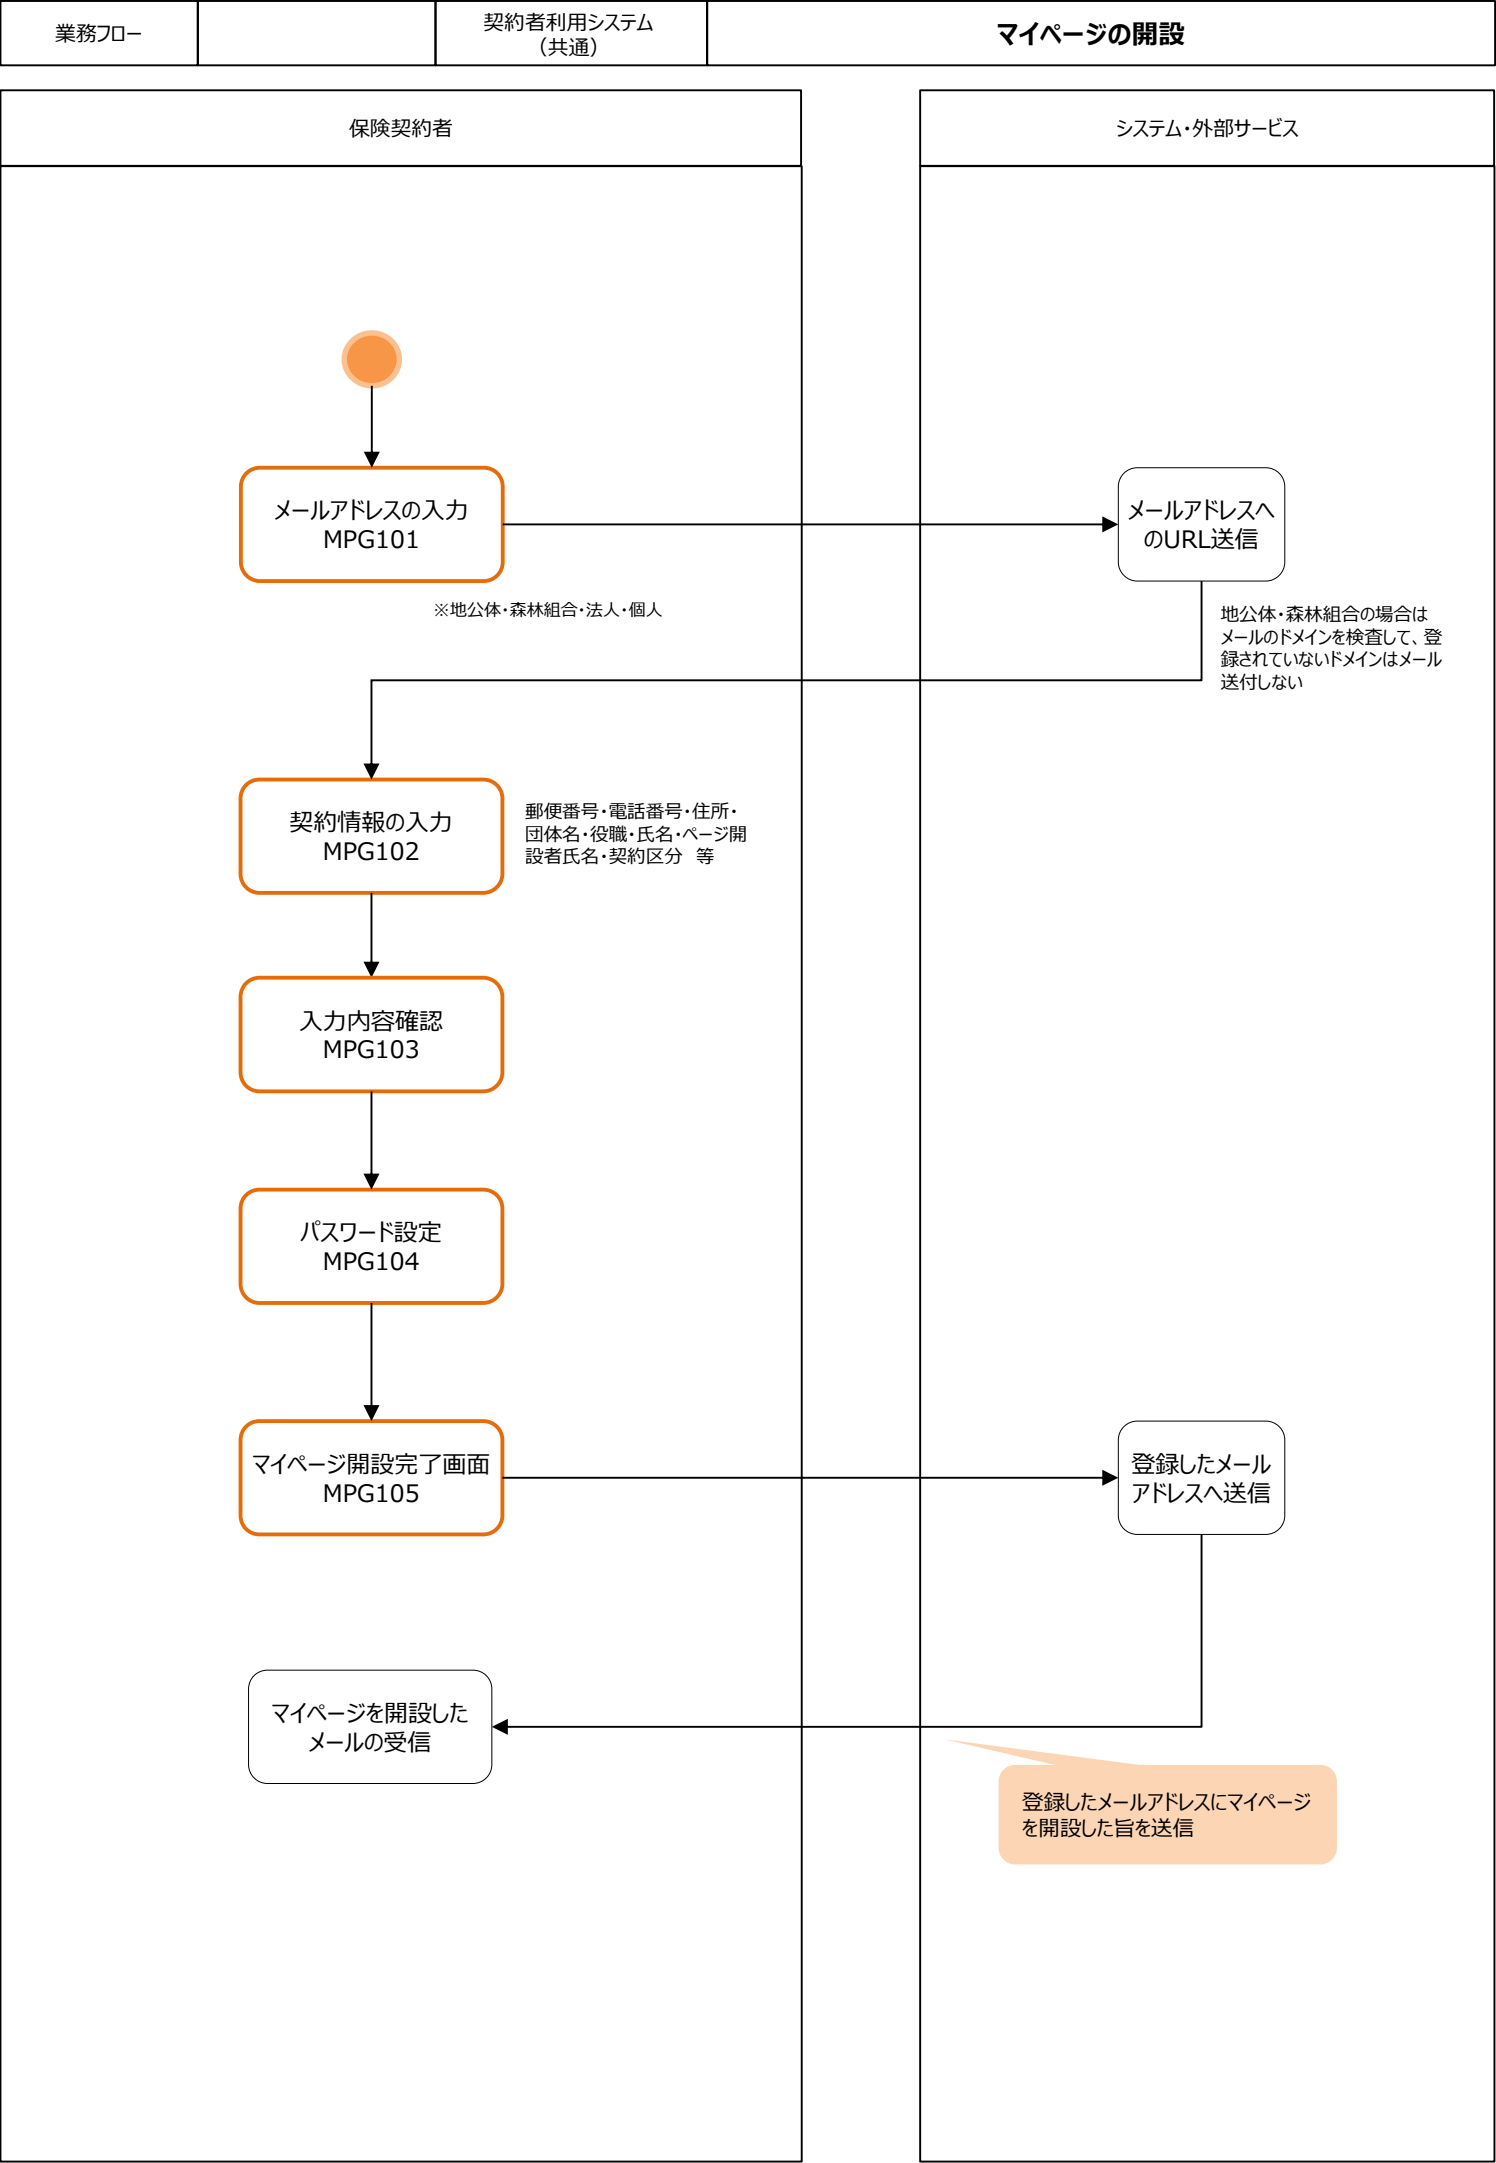 業務フロー
契約者利用システム
（共通）
マイページの開設
保険契約者
システム・外部サービス
メールアドレスの入力
MPG101
メールアドレスへ
のURL送信
※地公体・森林組合・法人・個人
地公体・森林組合の場合は
メールのドメインを検査して、登
録されていないドメインはメール
送付しない
契約情報の入力
MPG102
郵便番号・電話番号・住所・
団体名・役職・氏名・ページ開
設者氏名・契約区分　等
入力内容確認
MPG103
パスワード設定
MPG104
マイページ開設完了画面
MPG105
登録したメール
アドレスへ送信
マイページを開設した
メールの受信
登録したメールアドレスにマイページ
を開設した旨を送信